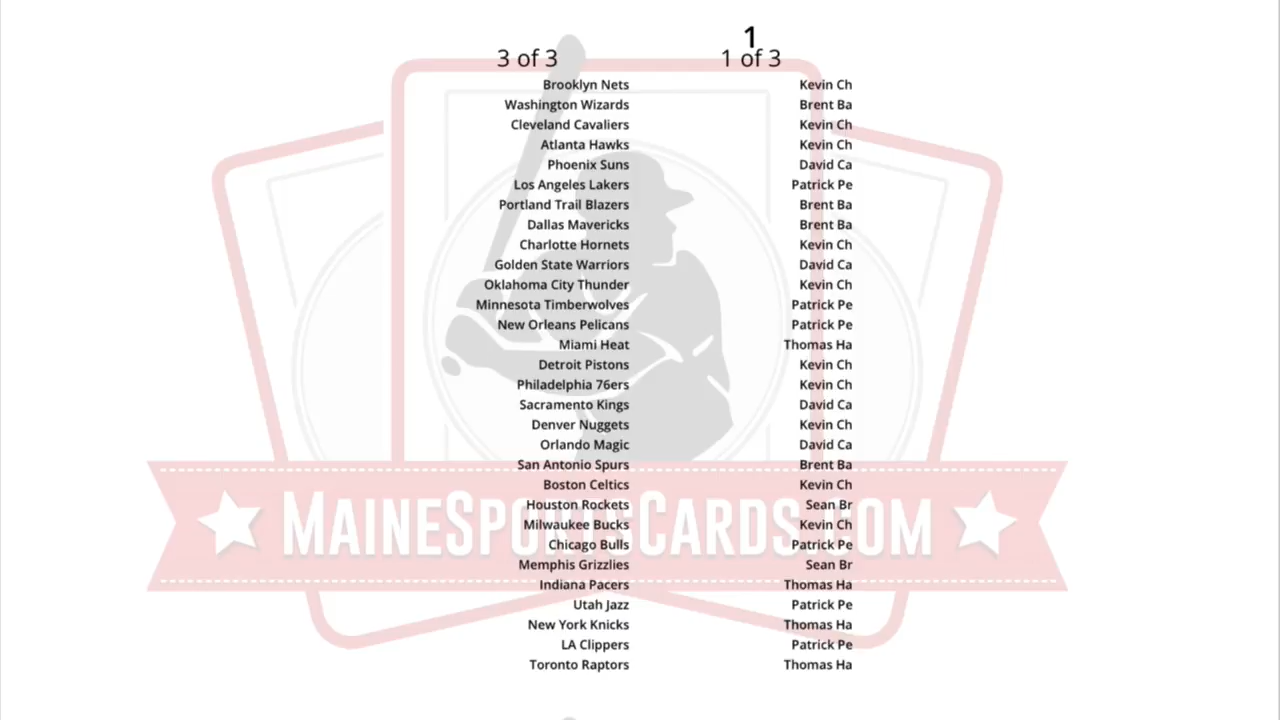 1
3 of 3 1 of 3
Brooklyn Nets Kevin Ch
Washington Wizards Brent Ba
Cleveland Cavaliers Kevin Ch
Atlanta Hawks Kevin Ch
Phoenix Suns David Ca
Los Angeles Lakers Patrick Pe
Portland Trail Blazers Brent Ba
Dallas Mavericks Brent Ba
Charlotte Hornets Kevin Ch
Golden State Warriors David Ca
Oklahoma City Thunder Kevin Ch
Minnesota Timberwolves Patrick Pe
New Orleans Pelicans Patrick Pe
Miami Heat Thomas Ha
Detroit Pistons Kevin Ch
Philadelphia 76ers Kevin Ch
Sacramento Kings David Ca
Denver Nuggets Kevin Ch
Orlando Magic David Ca
San Antonio Spurs Brent Ba
Boston Celtics Kevin Ch
Houston Rockets Sean Br
MAINESPORTSCARDS.COM
Milwaukee Bucks Kevin Ch
Chicago Bulls Patrick Pe
Memphis Grizzlies Sean Br
Indiana Pacers Thomas Ha
Utah Jazz Patrick Pe
New York Knicks Thomas Ha
LA Clippers Patrick Pe
Toronto Raptors Thomas Ha